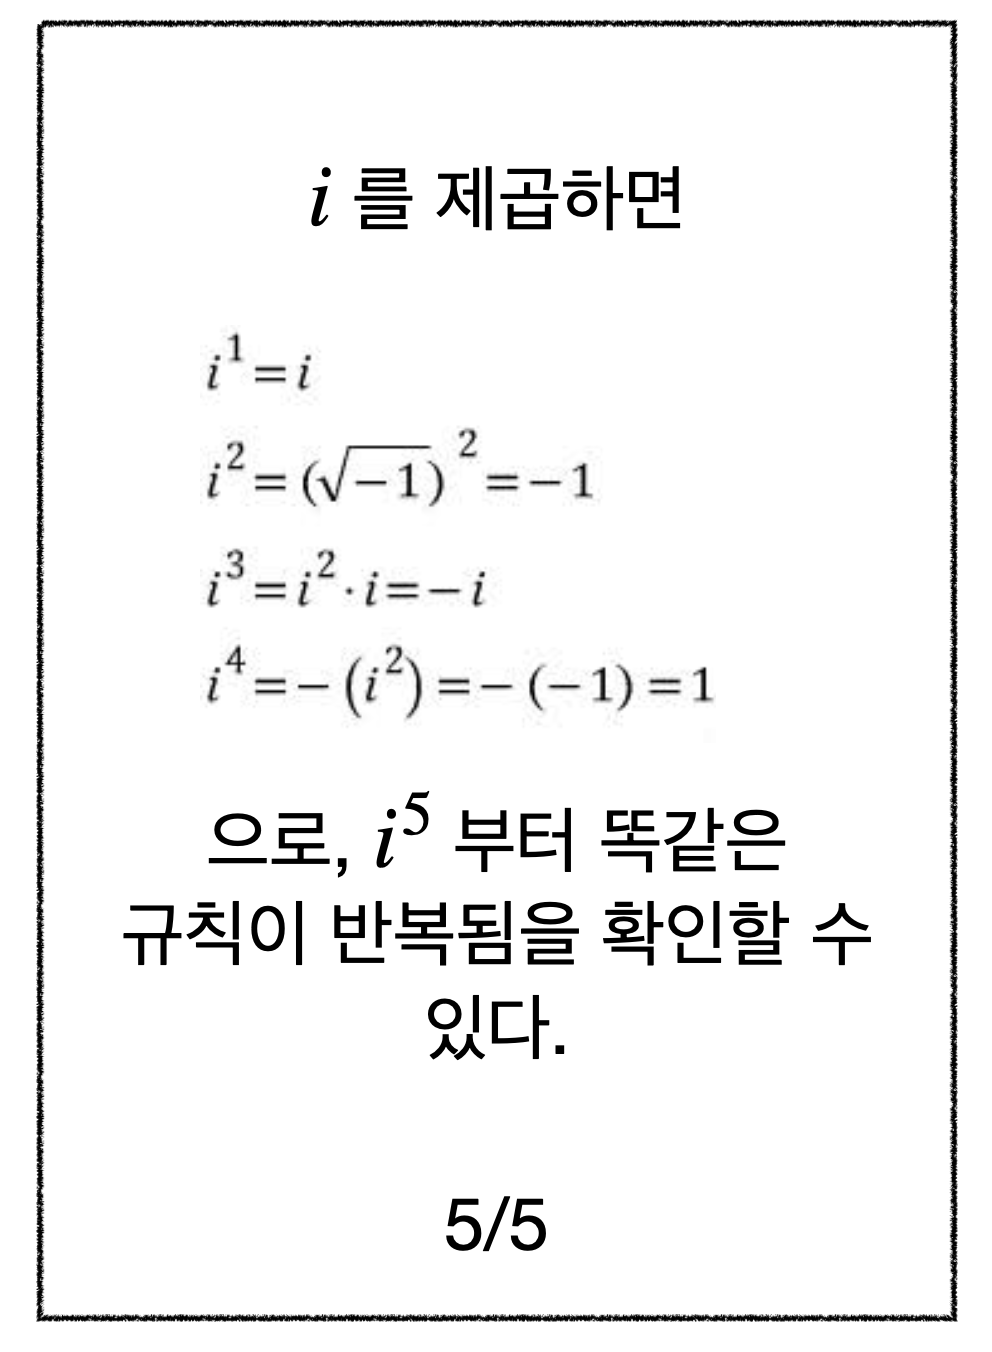 i 를 제곱하면
i^1 = i
i^2 = (√-1)^2 = -1
i^3 = i^2 · i = -i
i^4 = -(i^2) = -(-1) = 1
으로, i^5 부터 똑같은
규칙이 반복됨을 확인할 수
있다.
5/5